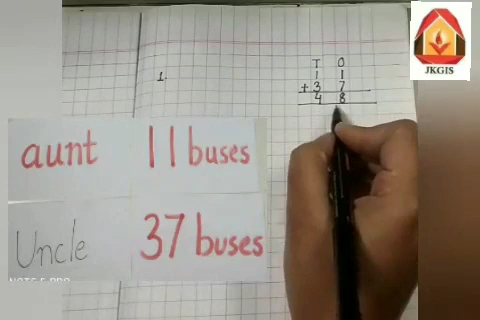 JKGIS
1.
T O
1 1
+ 3 7
4 8
aunt 11 buses
Uncle 37 buses